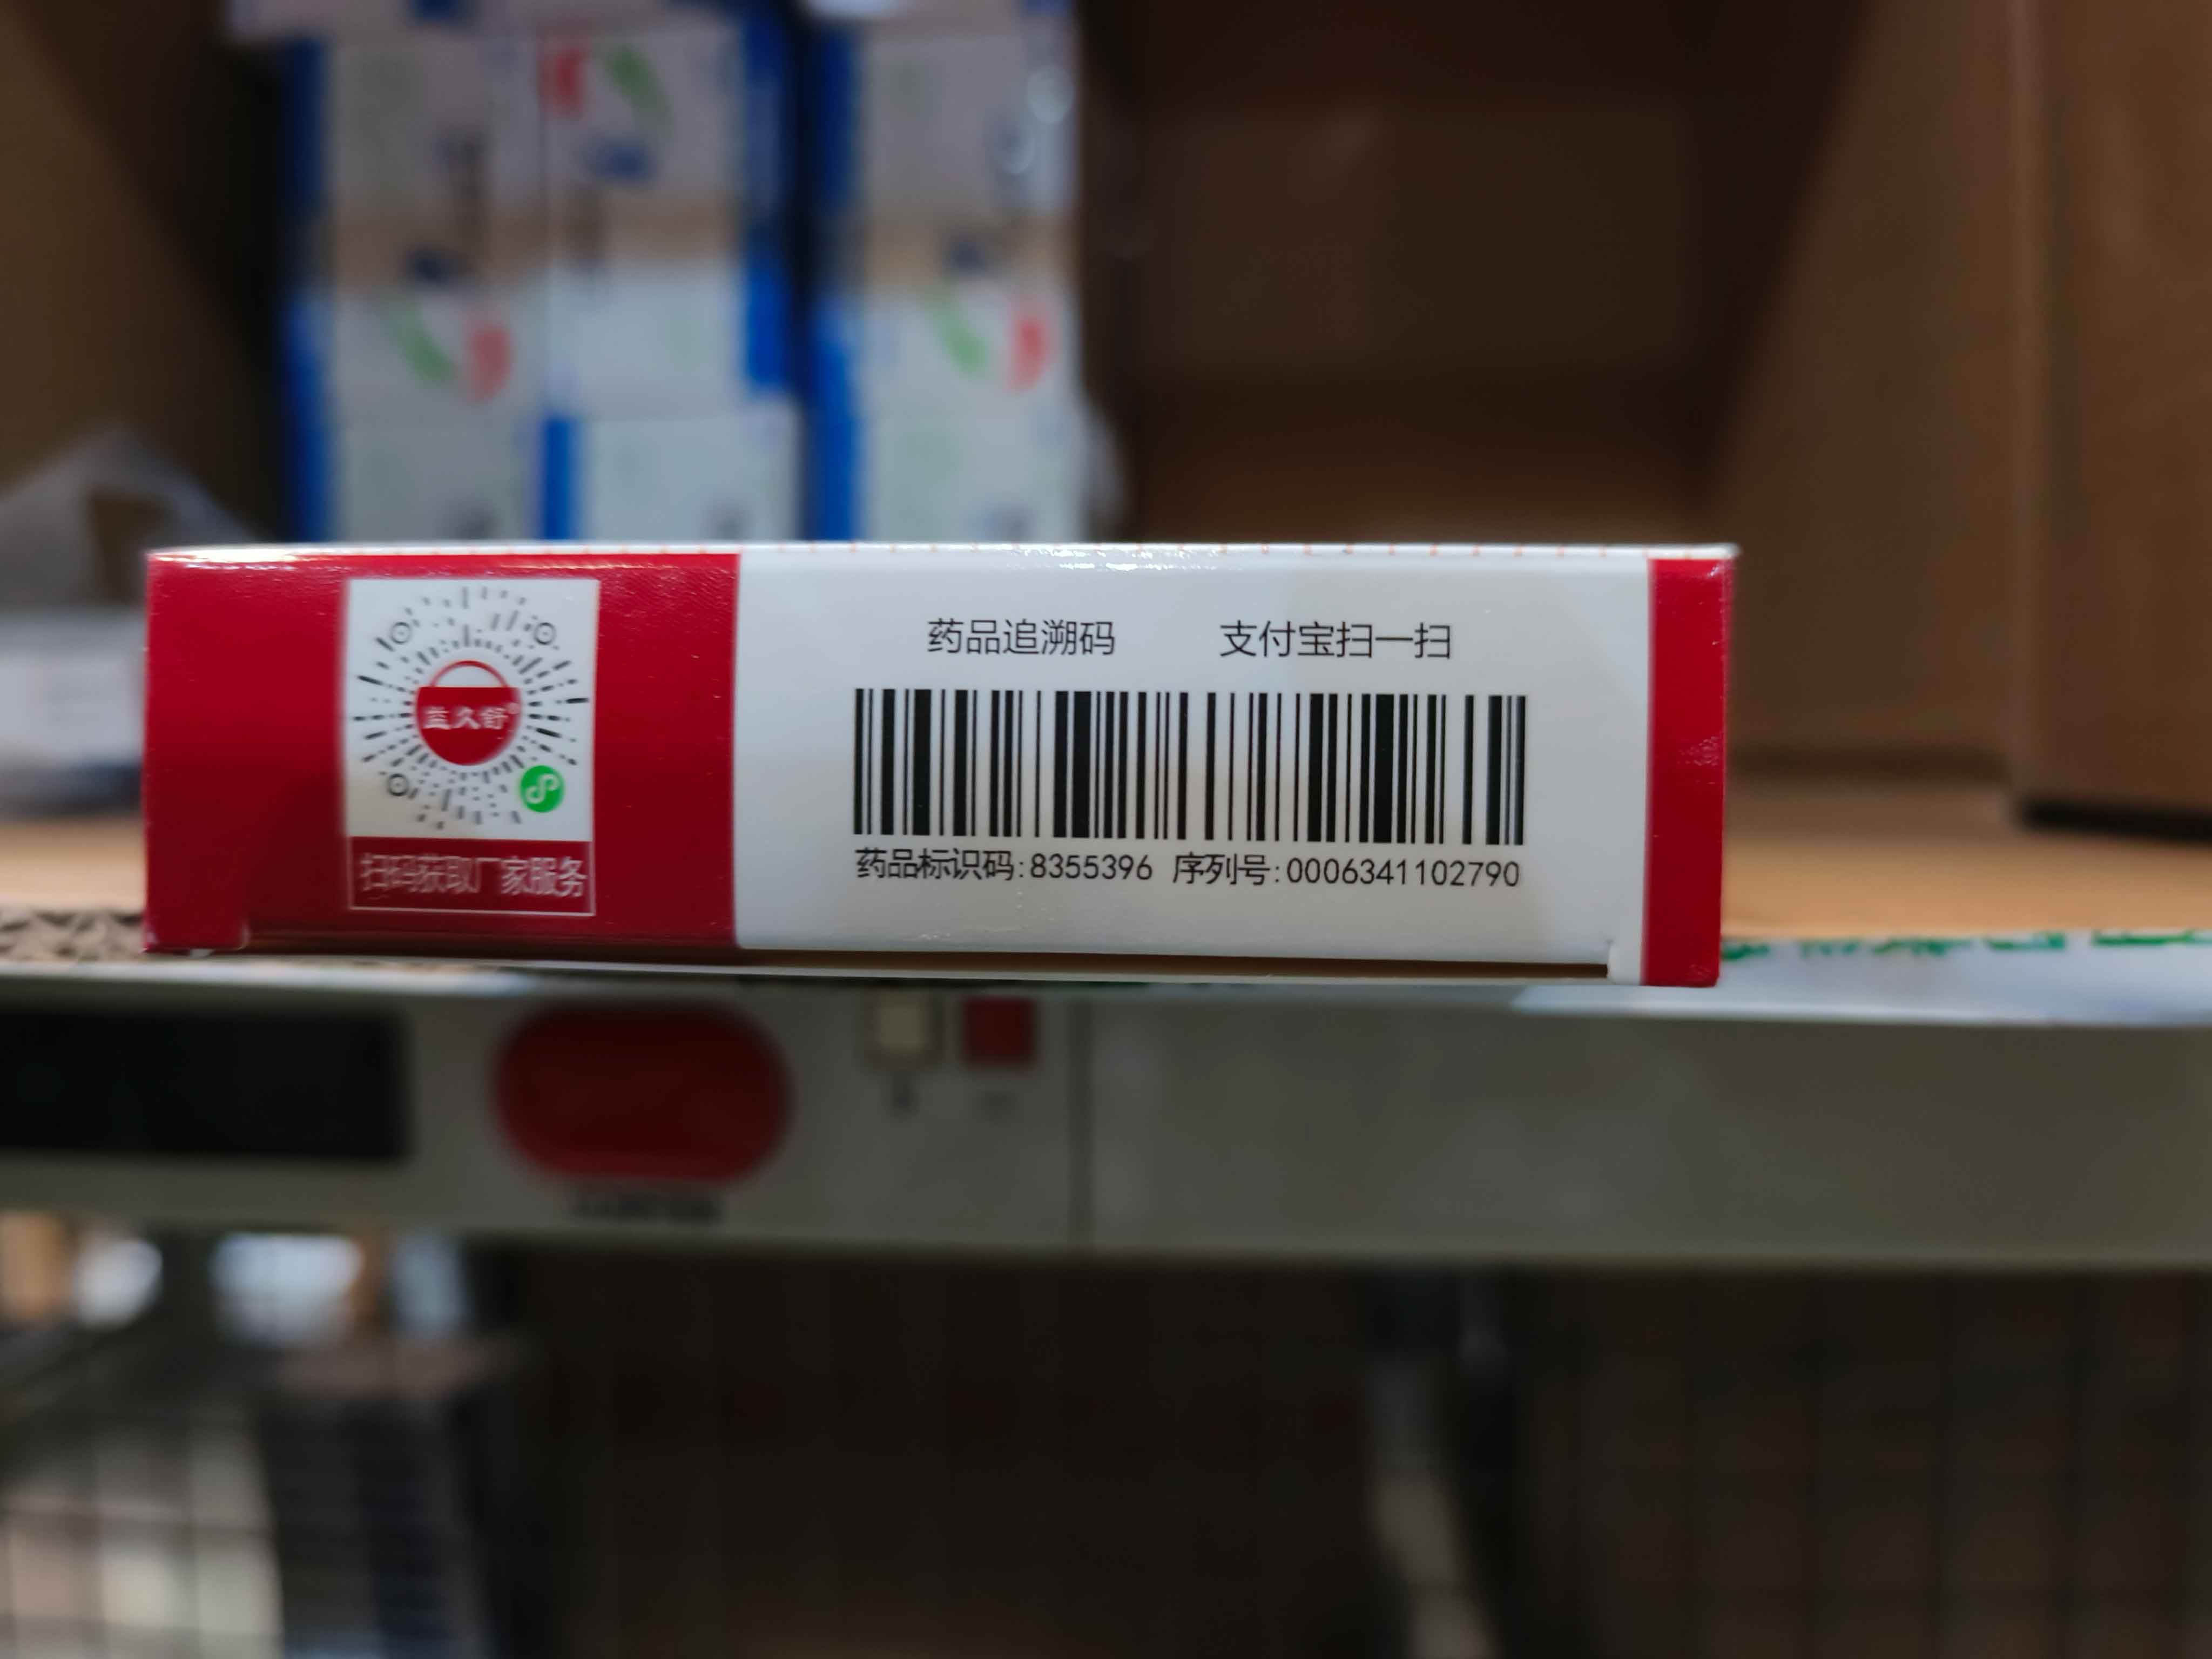 益久舒®
扫码获取厂家服务
药品追溯码 支付宝扫一扫
药品标识码:8355396 序列号:0006341102790